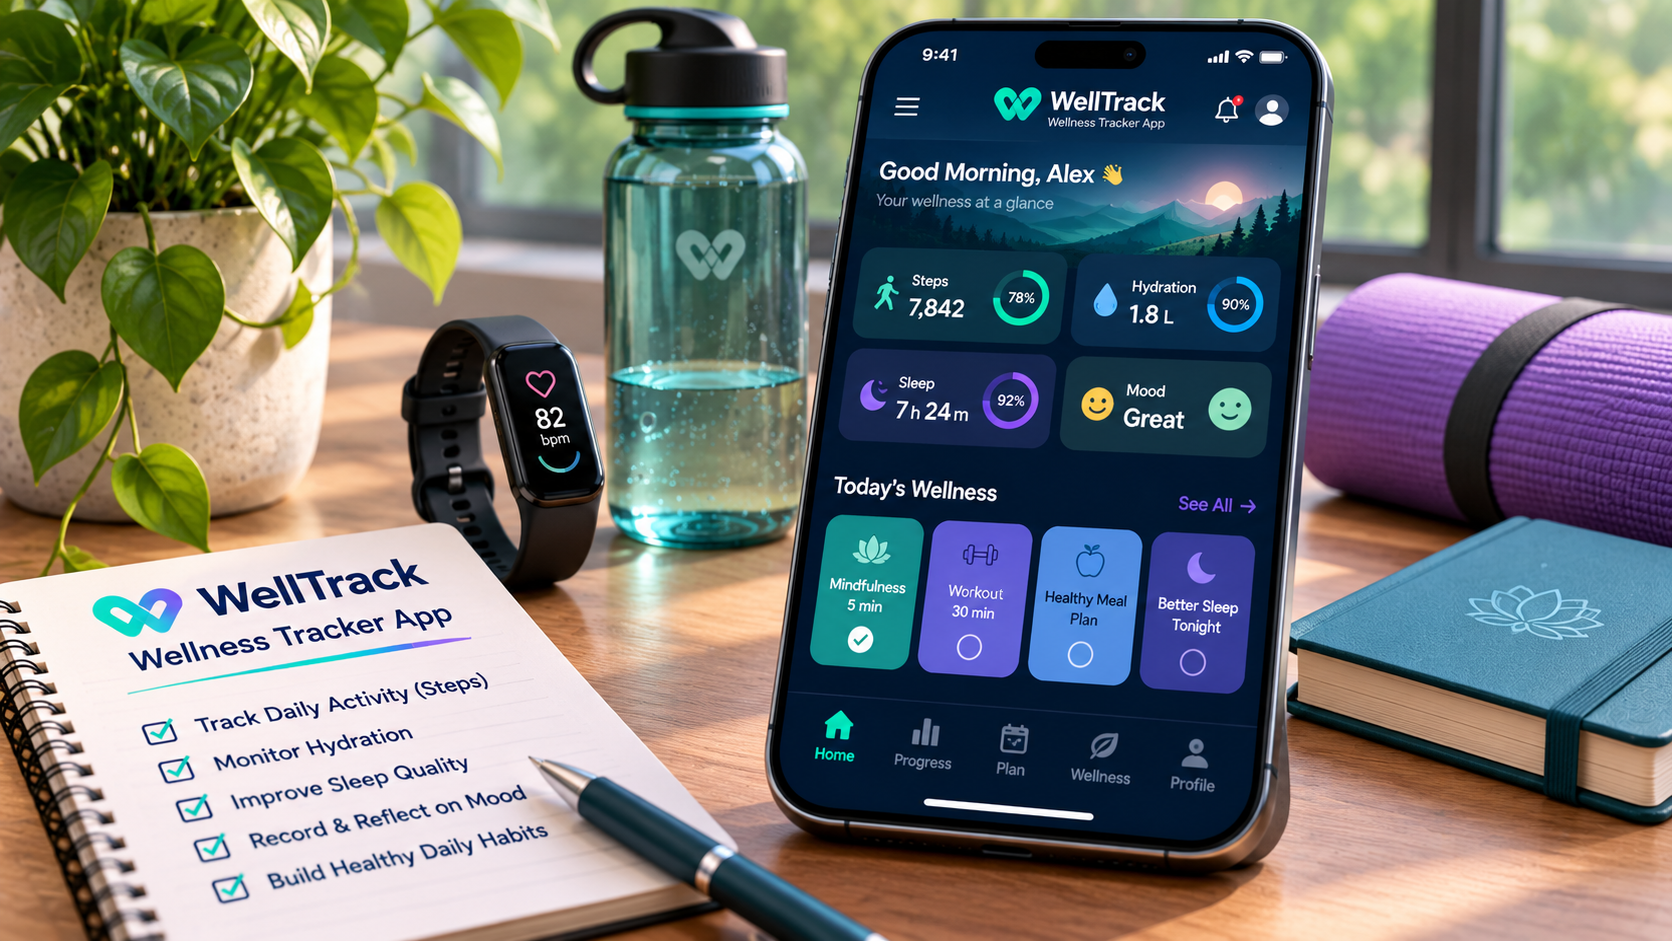 WellTrack
Wellness Tracker App
Track Daily Activity (Steps)
Monitor Hydration
Improve Sleep Quality
Record & Reflect on Mood
Build Healthy Daily Habits
82
bpm
9:41
WellTrack
Wellness Tracker App
Good Morning, Alex 👋
Your wellness at a glance
Steps
7,842
78%
Hydration
1.8 L
90%
Sleep
7 h 24 m
92%
Mood
Great
Today's Wellness
See All →
Mindfulness
5 min
Workout
30 min
Healthy Meal
Plan
Better Sleep
Tonight
Home
Progress
Plan
Wellness
Profile